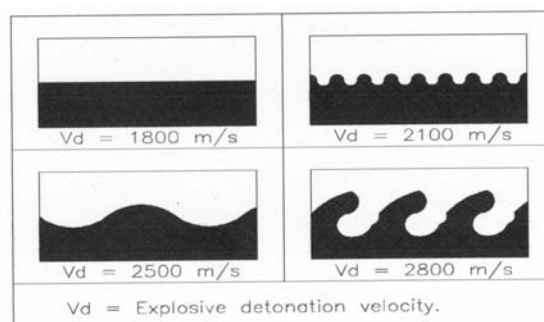 Vd = 1800 m/s
Vd = 2100 m/s
Vd = 2500 m/s
Vd = 2800 m/s
Vd = Explosive detonation velocity.